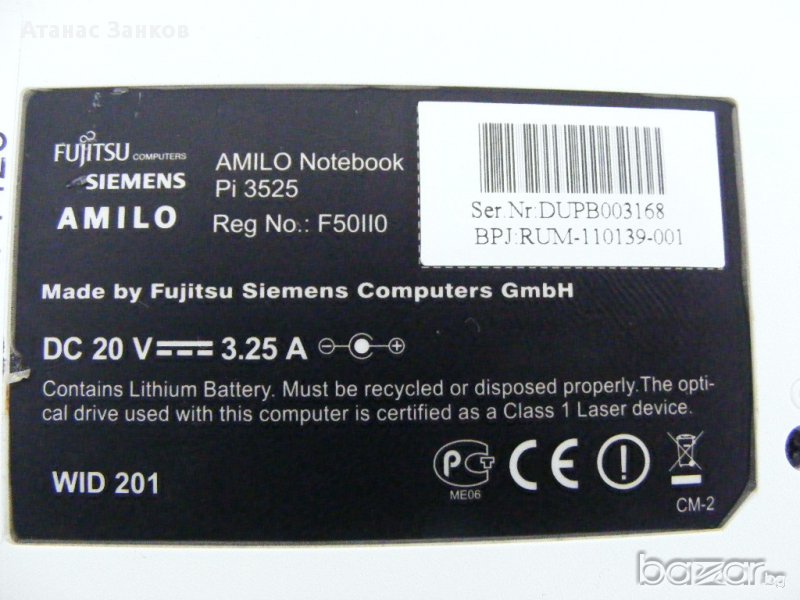 Атанас Занков
FUJITSU COMPUTERS
SIEMENS
AMILO
AMILO Notebook
Pi 3525
Reg No.: F50II0
Ser.Nr:DUPB003168
BPJ:RUM-110139-001
Made by Fujitsu Siemens Computers GmbH
DC 20 V 3.25 A
Contains Lithium Battery. Must be recycled or disposed properly.The opti-
cal drive used with this computer is certified as a Class 1 Laser device.
WID 201
PCT
ME06
CE
CM-2
bazar.bg